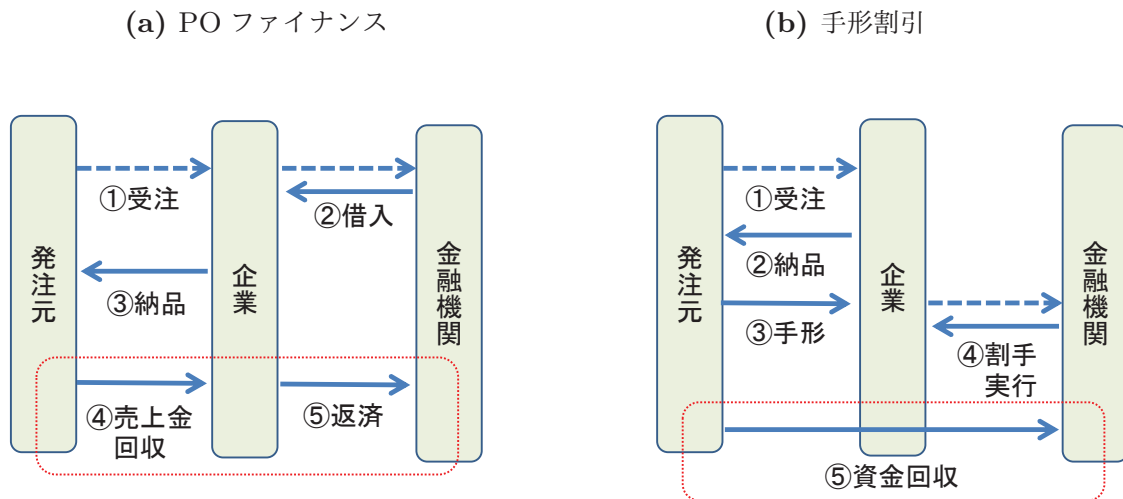 (a) PO ファイナンス
発注元
企業
金融機関
①受注
②借入
③納品
④売上金
回収
⑤返済
(b) 手形割引
発注元
企業
金融機関
①受注
②納品
③手形
④割手
実行
⑤資金回収